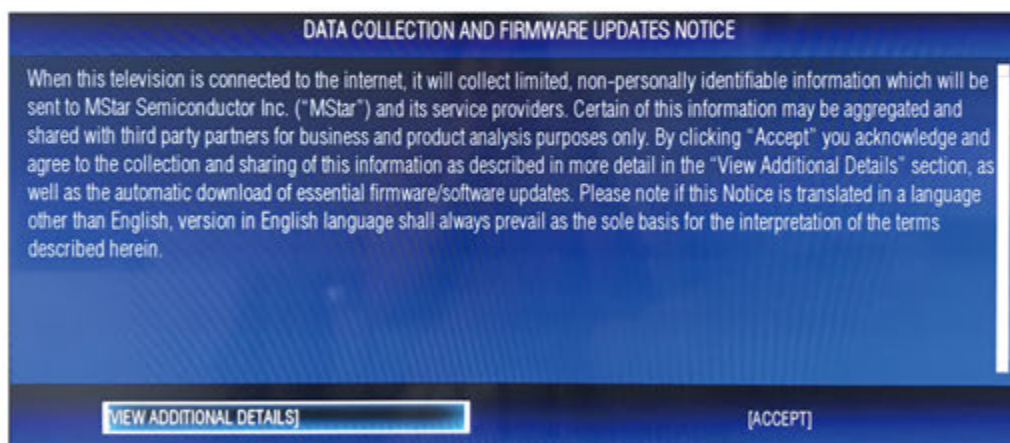 DATA COLLECTION AND FIRMWARE UPDATES NOTICE
When this television is connected to the internet, it will collect limited, non-personally identifiable information which will be
sent to MStar Semiconductor Inc. ("MStar") and its service providers. Certain of this information may be aggregated and
shared with third party partners for business and product analysis purposes only. By clicking "Accept" you acknowledge and
agree to the collection and sharing of this information as described in more detail in the "View Additional Details" section, as
well as the automatic download of essential firmware/software updates. Please note if this Notice is translated in a language
other than English, version in English language shall always prevail as the sole basis for the interpretation of the terms
described herein.
[VIEW ADDITIONAL DETAILS]
[ACCEPT]